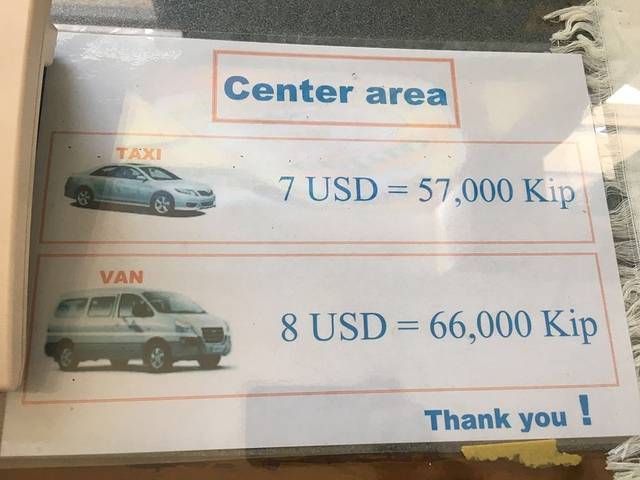 Center area
TAXI
7 USD = 57,000 Kip
VAN
8 USD = 66,000 Kip
Thank you !